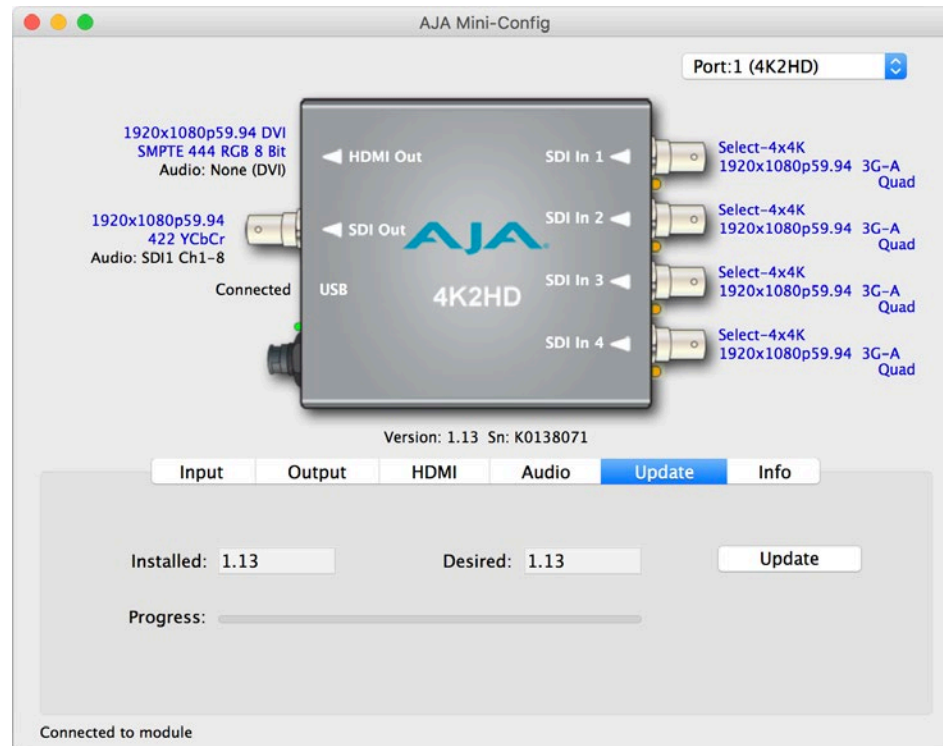 AJA Mini-Config
Port:1 (4K2HD)
1920x1080p59.94 DVI
SMPTE 444 RGB 8 Bit
Audio: None (DVI)
1920x1080p59.94
422 YCbCr
Audio: SDI1 Ch1-8
Connected
HDMI Out
SDI Out
USB
AJA
4K2HD
SDI In 1
SDI In 2
SDI In 3
SDI In 4
Select-4x4K
1920x1080p59.94 3G-A
Quad
Select-4x4K
1920x1080p59.94 3G-A
Quad
Select-4x4K
1920x1080p59.94 3G-A
Quad
Select-4x4K
1920x1080p59.94 3G-A
Quad
Version: 1.13 Sn: K0138071
Input Output HDMI Audio Update Info
Installed: 1.13 Desired: 1.13 Update
Progress:
Connected to module